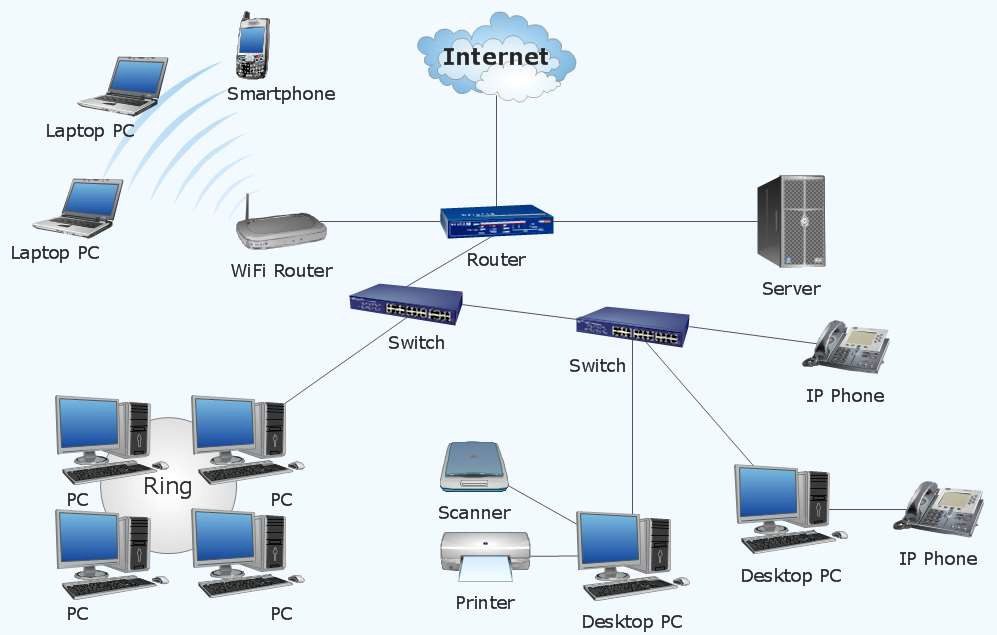 Internet
Smartphone
Laptop PC
Laptop PC
WiFi Router
Router
Server
Switch
Switch
IP Phone
Ring
PC
PC
Scanner
IP Phone
Desktop PC
Printer
PC
PC
Desktop PC